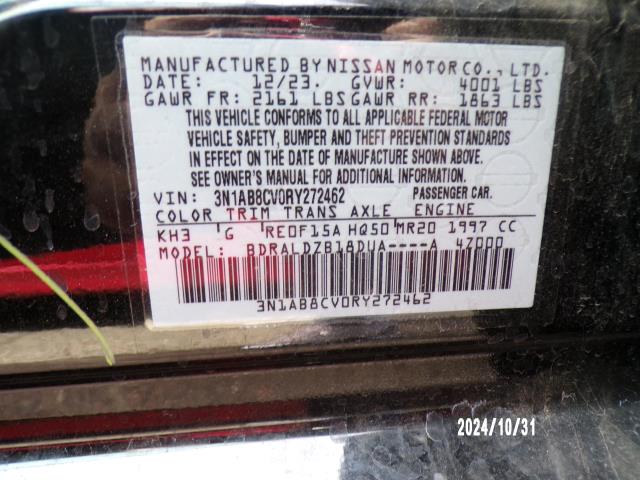 MANUFACTURED BY NISSAN MOTOR CO., LTD.
DATE: 12/23. GVWR: 4001 LBS
GAWR FR: 2161 LBS GAWR RR: 1863 LBS
THIS VEHICLE CONFORMS TO ALL APPLICABLE FEDERAL MOTOR
VEHICLE SAFETY, BUMPER AND THEFT PREVENTION STANDARDS
IN EFFECT ON THE DATE OF MANUFACTURE SHOWN ABOVE.
SEE OWNER'S MANUAL FOR ADDITIONAL INFORMATION.
VIN: 3N1AB8CV0RY272462 PASSENGER CAR.
COLOR TRIM TRANS AXLE ENGINE
KH3 G RE0F15A HQ50 MR20 1997 CC
MODEL: BDRALDZB18DUA----A 4Z000
3N1AB8CV0RY272462
2024/10/31